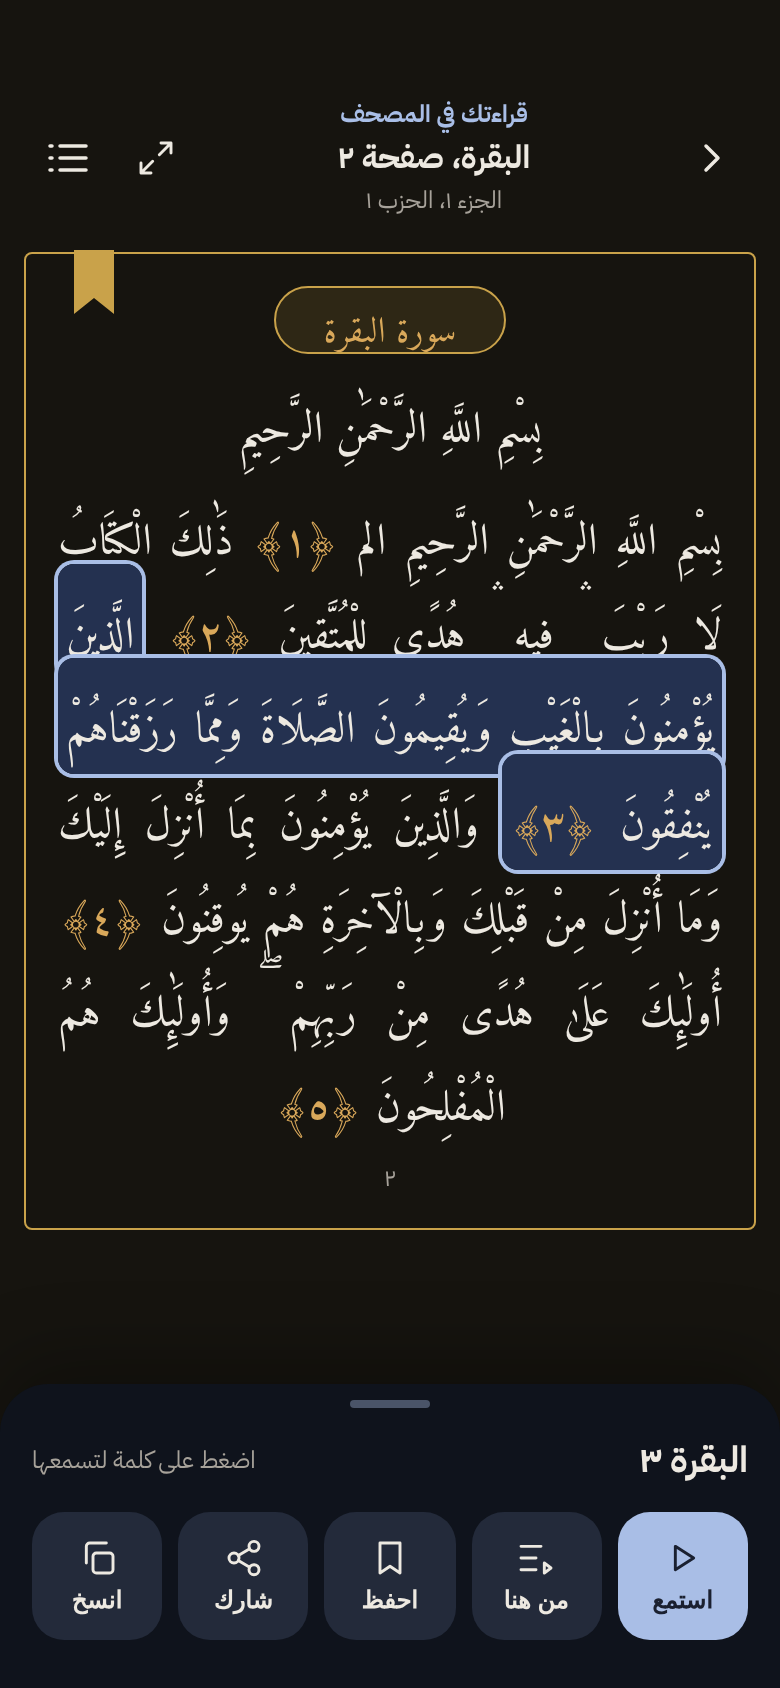 قراءتك في المصحف
البقرة، صفحة ٢
الجزء ١، الحزب ١
سورة البقرة
بِسْمِ اللَّهِ الرَّحْمَٰنِ الرَّحِيمِ
بِسْمِ اللَّهِ الرَّحْمَٰنِ الرَّحِيمِ الم ﴿١﴾ ذَٰلِكَ الْكِتَابُ
لَا رَيْبَ ۛ فِيهِ ۛ هُدًى لِلْمُتَّقِينَ ﴿٢﴾ الَّذِينَ
يُؤْمِنُونَ بِالْغَيْبِ وَيُقِيمُونَ الصَّلَاةَ وَمِمَّا رَزَقْنَاهُمْ
يُنْفِقُونَ ﴿٣﴾ وَالَّذِينَ يُؤْمِنُونَ بِمَا أُنْزِلَ إِلَيْكَ
وَمَا أُنْزِلَ مِنْ قَبْلِكَ وَبِالْآخِرَةِ هُمْ يُوقِنُونَ ﴿٤﴾
أُولَٰئِكَ عَلَىٰ هُدًى مِنْ رَبِّهِمْ ۖ وَأُولَٰئِكَ هُمُ
الْمُفْلِحُونَ ﴿٥﴾
٢
البقرة ٣
اضغط على كلمة لتسمعها
استمع
من هنا
احفظ
شارك
انسخ